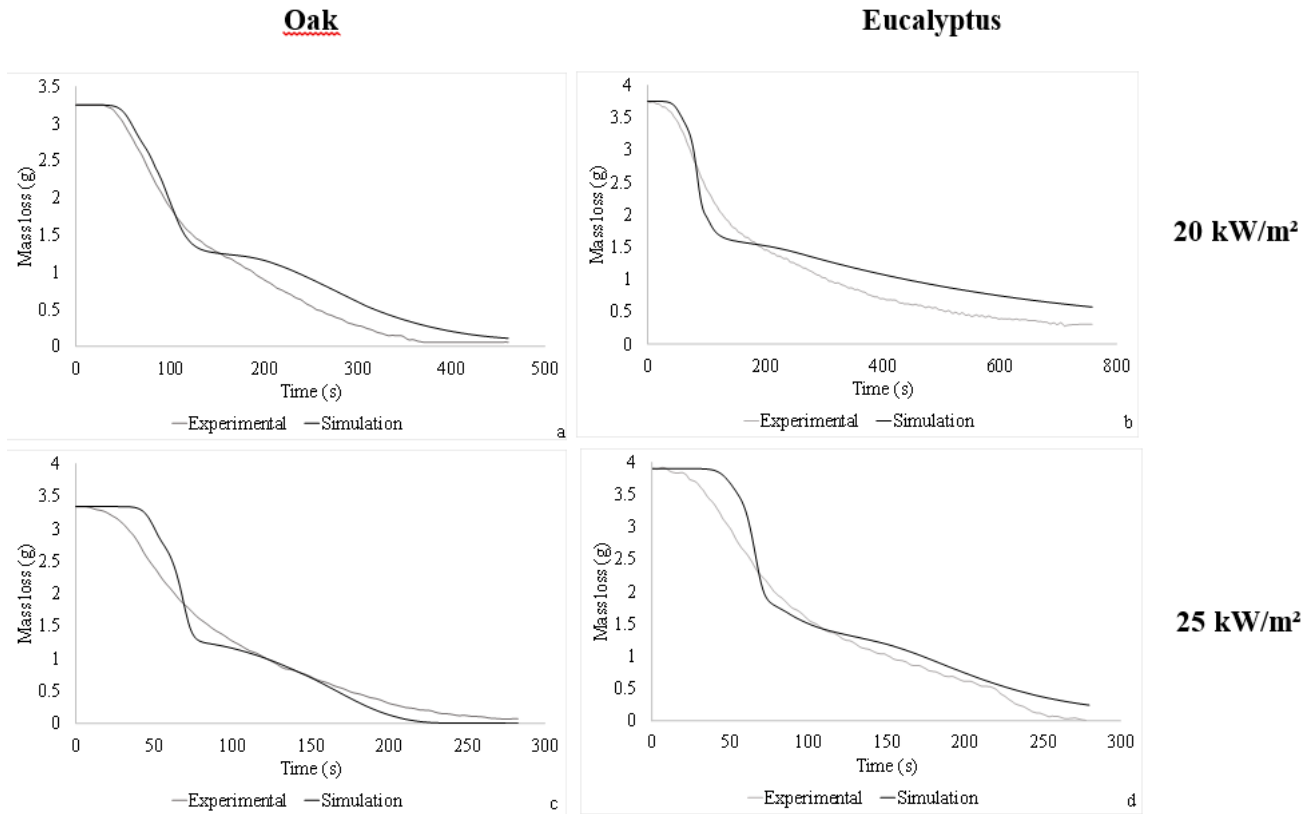 Oak
Eucalyptus
3.5
3
2.5
2
1.5
1
0.5
0
Mass loss (g)
0 100 200 300 400 500
Time (s)
Experimental Simulation
a
4
3.5
3
2.5
2
1.5
1
0.5
0
Mass loss (g)
0 200 400 600 800
Time (s)
Experimental Simulation
b
20 kW/m²
4
3.5
3
2.5
2
1.5
1
0.5
0
Mass loss (g)
0 50 100 150 200 250 300
Time (s)
Experimental Simulation
c
4
3.5
3
2.5
2
1.5
1
0.5
0
Mass loss (g)
0 50 100 150 200 250 300
Time (s)
Experimental Simulation
d
25 kW/m²